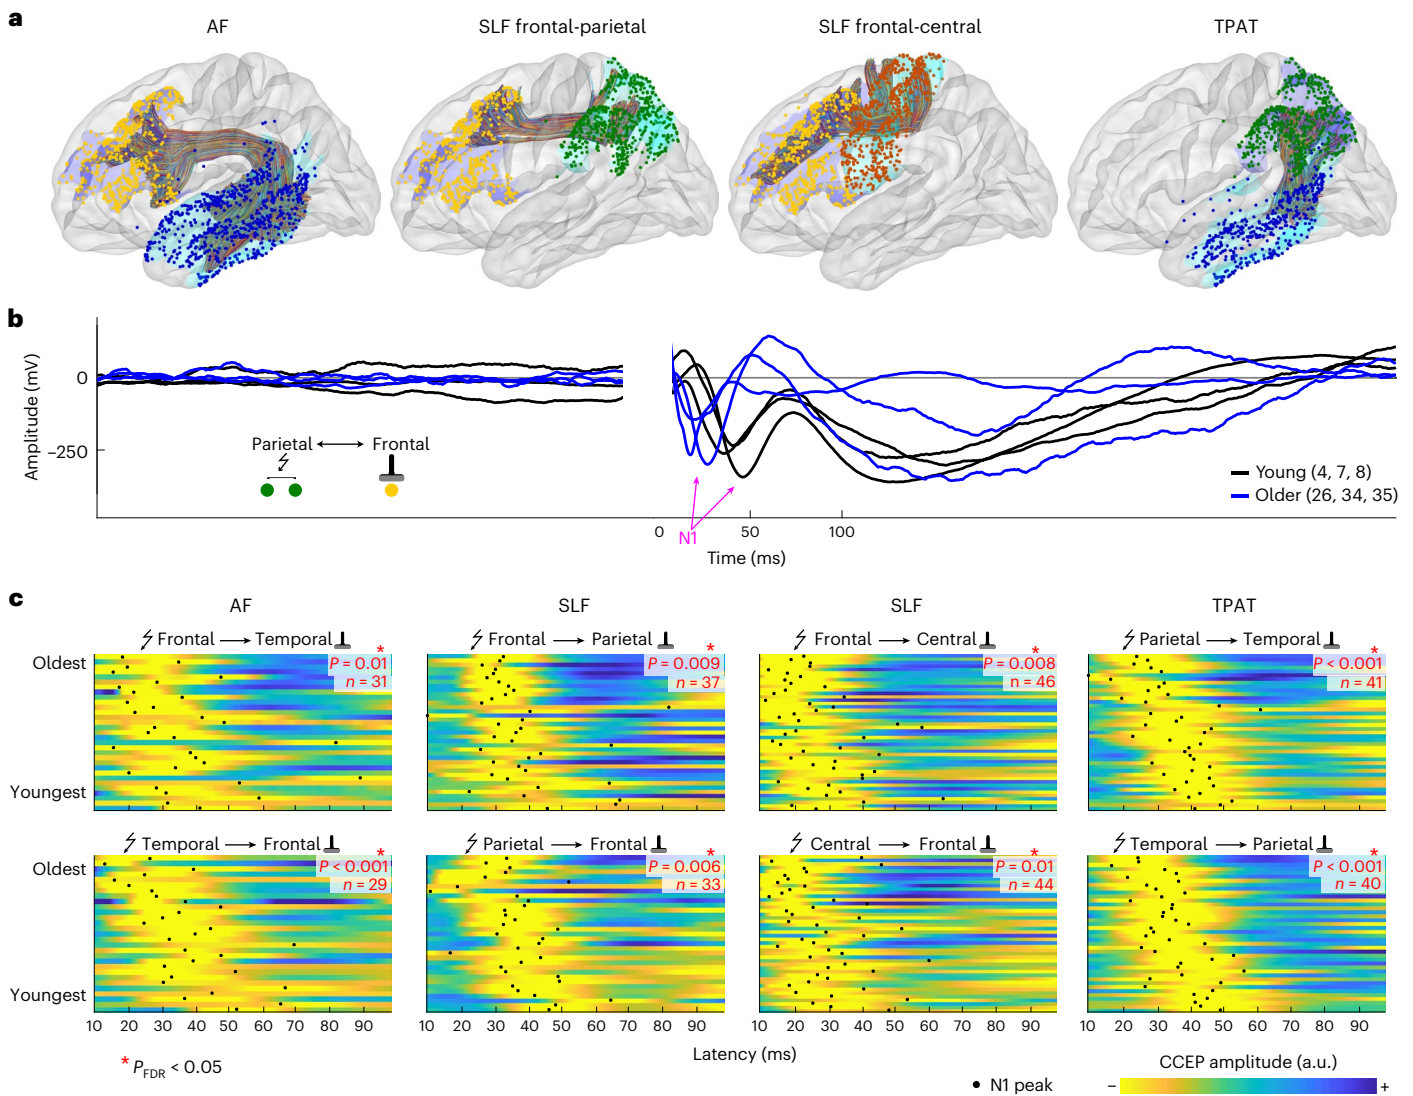 a
AF
SLF frontal-parietal
SLF frontal-central
TPAT
b
Amplitude (mV)
0
−250
Parietal
Frontal
Young (4, 7, 8)
Older (26, 34, 35)
N1
0
50
100
Time (ms)
c
AF
SLF
SLF
TPAT
Frontal → Temporal
*
P = 0.01
n = 31
Frontal → Parietal
*
P = 0.009
n = 37
Frontal → Central
*
P = 0.008
n = 46
Parietal → Temporal
*
P < 0.001
n = 41
Oldest
Youngest
Temporal → Frontal
*
P < 0.001
n = 29
Parietal → Frontal
*
P = 0.006
n = 33
Central → Frontal
*
P = 0.01
n = 44
Temporal → Parietal
*
P < 0.001
n = 40
Oldest
Youngest
10 20 30 40 50 60 70 80 90
10 20 30 40 50 60 70 80 90
10 20 30 40 50 60 70 80 90
10 20 30 40 50 60 70 80 90
Latency (ms)
* PFDR < 0.05
N1 peak
CCEP amplitude (a.u.)
− +